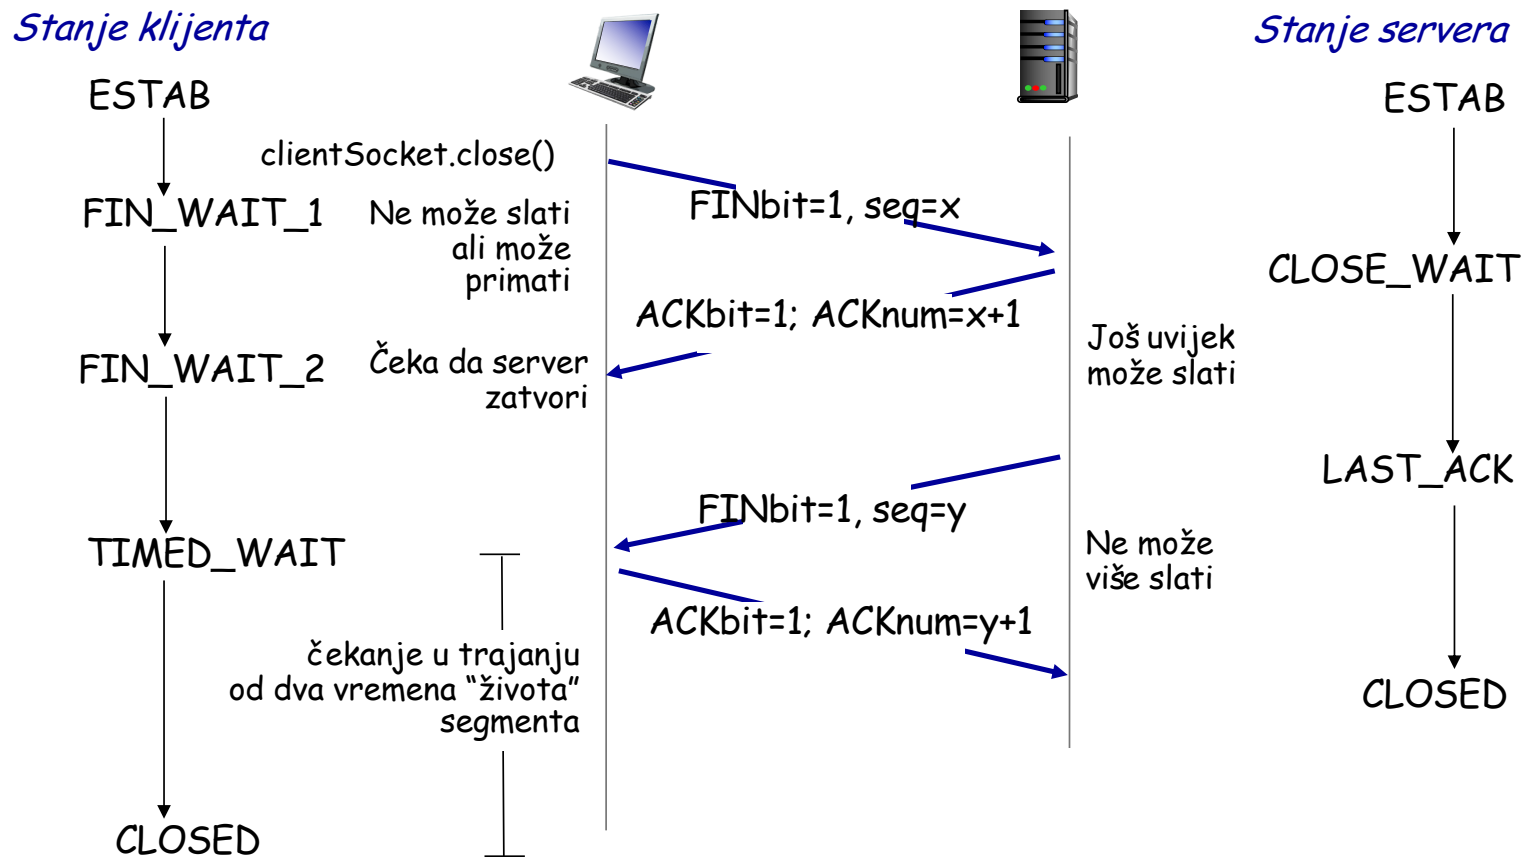 Stanje klijenta
Stanje servera
ESTAB
ESTAB
clientSocket.close()
FIN_WAIT_1
Ne može slati
ali može
primati
FINbit=1, seq=x
CLOSE_WAIT
ACKbit=1; ACKnum=x+1
Još uvijek
može slati
FIN_WAIT_2
Čeka da server
zatvori
LAST_ACK
FINbit=1, seq=y
TIMED_WAIT
Ne može
više slati
ACKbit=1; ACKnum=y+1
čekanje u trajanju
od dva vremena “života”
segmenta
CLOSED
CLOSED